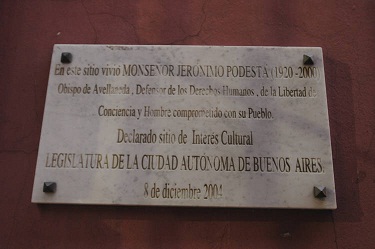 En este sitio vivió MONSEÑOR JERONIMO PODESTA (1920 -2000)
Obispo de Avellaneda , Defensor de los Derechos Humanos , de la Libertad de
Conciencia y Hombre comprometido con su Pueblo.
Declarado sitio de Interés Cultural
LEGISLATURA DE LA CIUDAD AUTÓNOMA DE BUENOS AIRES.
8 de diciembre 2004